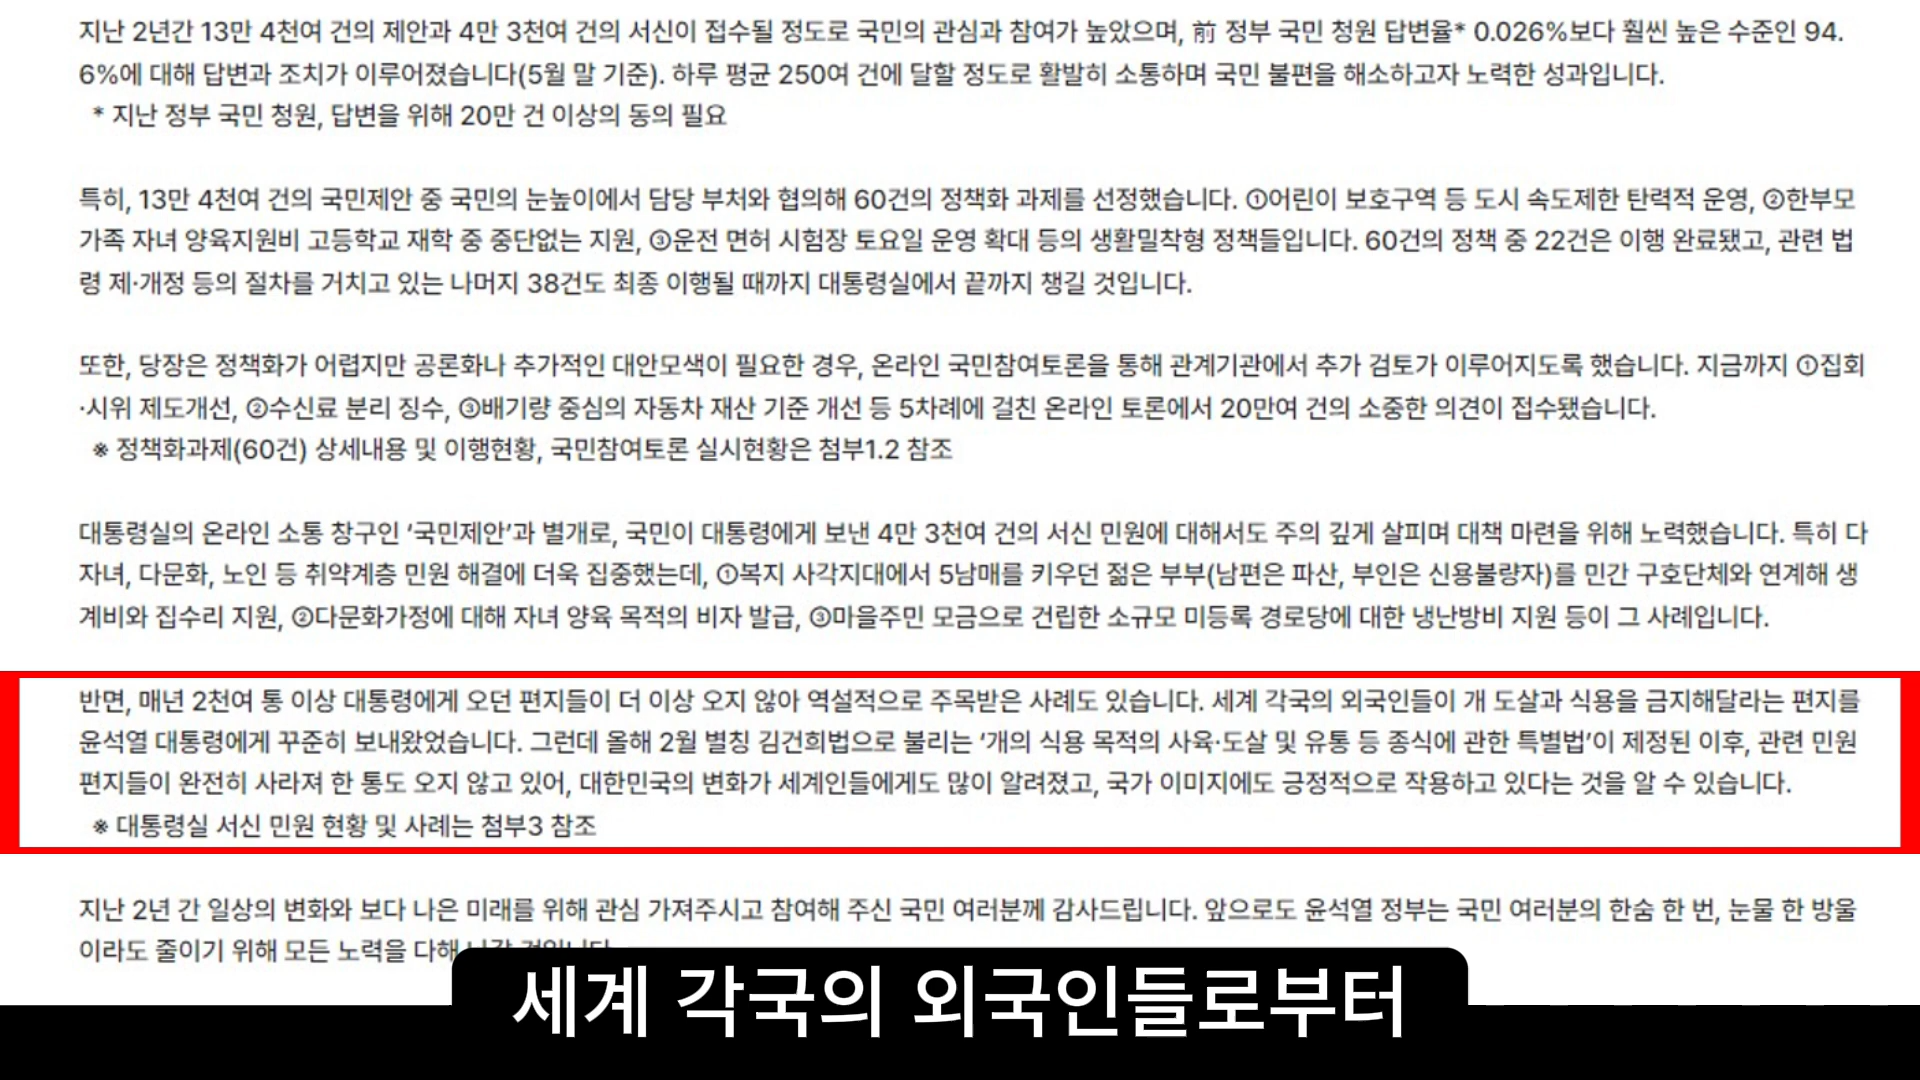 지난 2년간 13만 4천여 건의 제안과 4만 3천여 건의 서신이 접수될 정도로 국민의 관심과 참여가 높았으며, 前 정부 국민 청원 답변율* 0.026%보다 훨씬 높은 수준인 94.
6%에 대해 답변과 조치가 이루어졌습니다(5월 말 기준). 하루 평균 250여 건에 달할 정도로 활발히 소통하며 국민 불편을 해소하고자 노력한 성과입니다.
* 지난 정부 국민 청원, 답변을 위해 20만 건 이상의 동의 필요
특히, 13만 4천여 건의 국민제안 중 국민의 눈높이에서 담당 부처와 협의해 60건의 정책화 과제를 선정했습니다. ①어린이 보호구역 등 도시 속도제한 탄력적 운영, ②한부모
가족 자녀 양육지원비 고등학교 재학 중 중단없는 지원, ③운전 면허 시험장 토요일 운영 확대 등의 생활밀착형 정책들입니다. 60건의 정책 중 22건은 이행 완료됐고, 관련 법
령 제·개정 등의 절차를 거치고 있는 나머지 38건도 최종 이행될 때까지 대통령실에서 끝까지 챙길 것입니다.
또한, 당장은 정책화가 어렵지만 공론화나 추가적인 대안모색이 필요한 경우, 온라인 국민참여토론을 통해 관계기관에서 추가 검토가 이루어지도록 했습니다. 지금까지 ①집회
·시위 제도개선, ②수신료 분리 징수, ③배기량 중심의 자동차 재산 기준 개선 등 5차례에 걸친 온라인 토론에서 20만여 건의 소중한 의견이 접수됐습니다.
※ 정책화과제(60건) 상세내용 및 이행현황, 국민참여토론 실시현황은 첨부1.2 참조
대통령실의 온라인 소통 창구인 ‘국민제안’과 별개로, 국민이 대통령에게 보낸 4만 3천여 건의 서신 민원에 대해서도 주의 깊게 살피며 대책 마련을 위해 노력했습니다. 특히 다
자녀, 다문화, 노인 등 취약계층 민원 해결에 더욱 집중했는데, ①복지 사각지대에서 5남매를 키우던 젊은 부부(남편은 파산, 부인은 신용불량자)를 민간 구호단체와 연계해 생
계비와 집수리 지원, ②다문화가정에 대해 자녀 양육 목적의 비자 발급, ③마을주민 모금으로 건립한 소규모 미등록 경로당에 대한 냉난방비 지원 등이 그 사례입니다.
반면, 매년 2천여 통 이상 대통령에게 오던 편지들이 더 이상 오지 않아 역설적으로 주목받은 사례도 있습니다. 세계 각국의 외국인들이 개 도살과 식용을 금지해달라는 편지를
윤석열 대통령에게 꾸준히 보내왔었습니다. 그런데 올해 2월 별칭 김건희법으로 불리는 ‘개의 식용 목적의 사육·도살 및 유통 등 종식에 관한 특별법’이 제정된 이후, 관련 민원
편지들이 완전히 사라져 한 통도 오지 않고 있어, 대한민국의 변화가 세계인들에게도 많이 알려졌고, 국가 이미지에도 긍정적으로 작용하고 있다는 것을 알 수 있습니다.
※ 대통령실 서신 민원 현황 및 사례는 첨부3 참조
지난 2년 간 일상의 변화와 보다 나은 미래를 위해 관심 가져주시고 참여해 주신 국민 여러분께 감사드립니다. 앞으로도 윤석열 정부는 국민 여러분의 한숨 한 번, 눈물 한 방울
이라도 줄이기 위해 모든 노력을 다해
세계 각국의 외국인들로부터